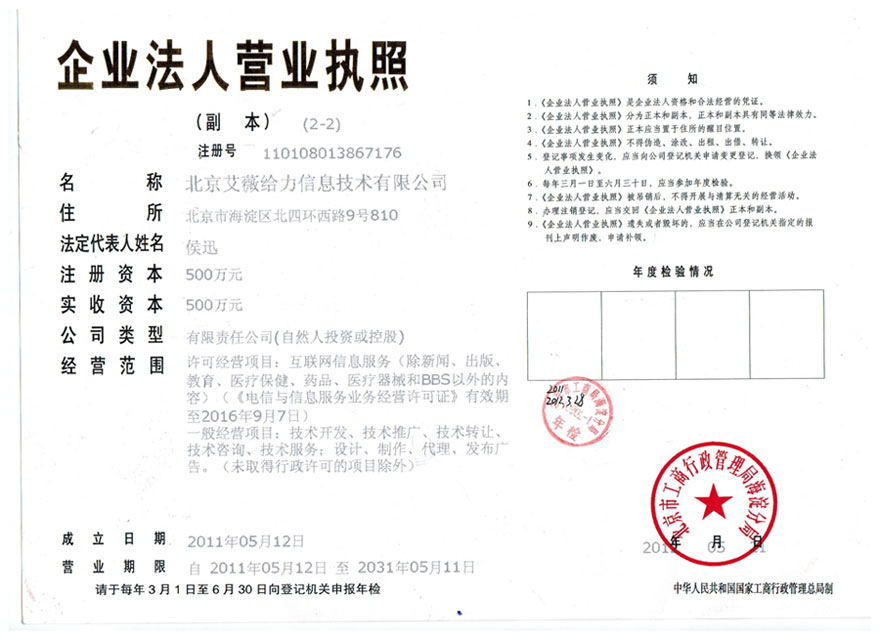 企业法人营业执照
（副 本） (2-2)
注册号 110108013867176
名 称 北京艾薇给力信息技术有限公司
住 所 北京市海淀区北四环西路9号810
法定代表人姓名 侯迅
注 册 资 本 500万元
实 收 资 本 500万元
公 司 类 型 有限责任公司(自然人投资或控股)
经 营 范 围 许可经营项目：互联网信息服务（除新闻、出版、
教育、医疗保健、药品、医疗器械和BBS以外的内
容）（《电信与信息服务业务经营许可证》有效期
至2016年9月7日）
一般经营项目：技术开发、技术推广、技术转让、
技术咨询、技术服务；设计、制作、代理、发布广
告。（未取得行政许可的项目除外）
成 立 日 期 2011年05月12日
营 业 期 限 自 2011年05月12日 至 2031年05月11日
请于每年3月1日至6月30日向登记机关申报年检
须 知
1．《企业法人营业执照》是企业法人资格和合法经营的凭证。
2．《企业法人营业执照》分为正本和副本，正本和副本具有同等法律效力。
3．《企业法人营业执照》正本应当置于住所的醒目位置。
4．《企业法人营业执照》不得伪造、涂改、出租、出借、转让。
5．登记事项发生变化，应当向公司登记机关申请变更登记，换领《企业法
人营业执照》。
6．每年三月一日至六月三十日，应当参加年度检验。
7．《企业法人营业执照》被吊销后，不得开展与清算无关的经营活动。
8．办理注销登记，应当交回《企业法人营业执照》正本和副本。
9．《企业法人营业执照》遗失或者毁坏的，应当在公司登记机关指定的报
刊上声明作废，申请补领。
年度检验情况
2011
2012.3.28
年检
北京市工商行政管理局海淀分局
年 月 日
中华人民共和国国家工商行政管理总局制